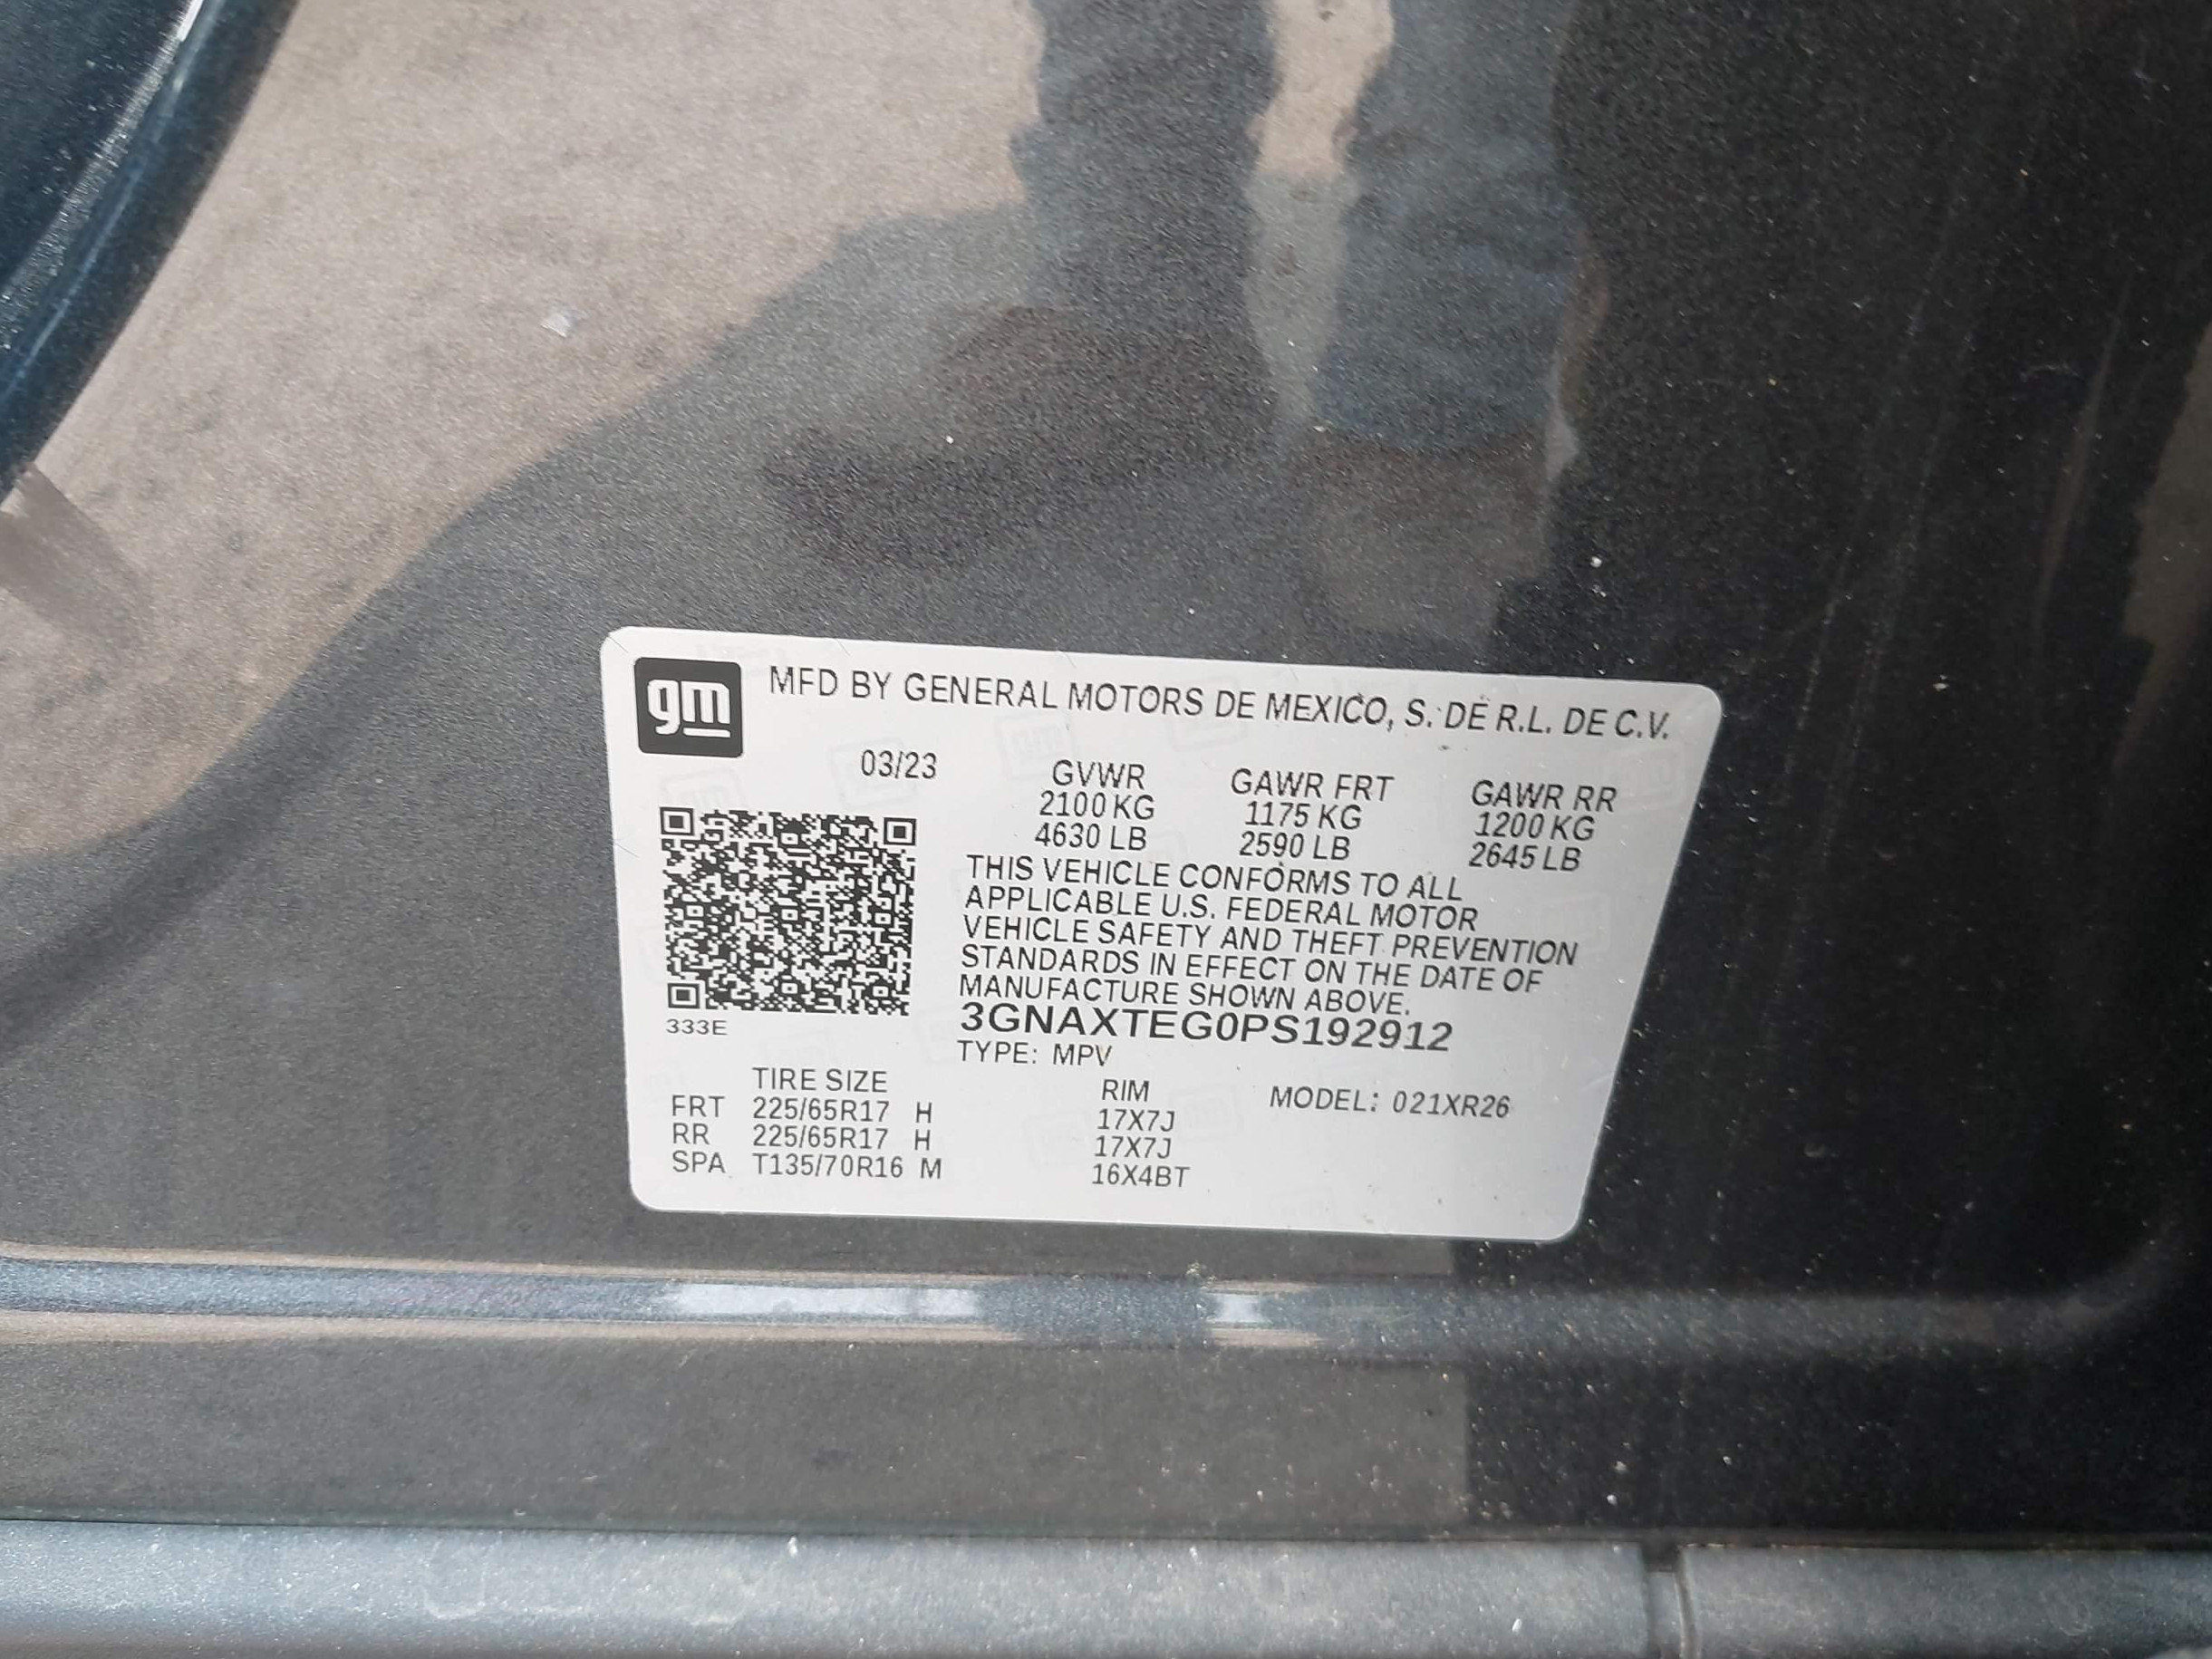 gm MFD BY GENERAL MOTORS DE MEXICO, S. DE R.L. DE C.V.
03/23 GVWR GAWR FRT GAWR RR
2100 KG 1175 KG 1200 KG
4630 LB 2590 LB 2645 LB
THIS VEHICLE CONFORMS TO ALL
APPLICABLE U.S. FEDERAL MOTOR
VEHICLE SAFETY AND THEFT PREVENTION
STANDARDS IN EFFECT ON THE DATE OF
MANUFACTURE SHOWN ABOVE.
333E 3GNAXTEG0PS192912
TYPE: MPV
TIRE SIZE RIM MODEL: 021XR26
FRT 225/65R17 H 17X7J
RR 225/65R17 H 17X7J
SPA T135/70R16 M 16X4BT